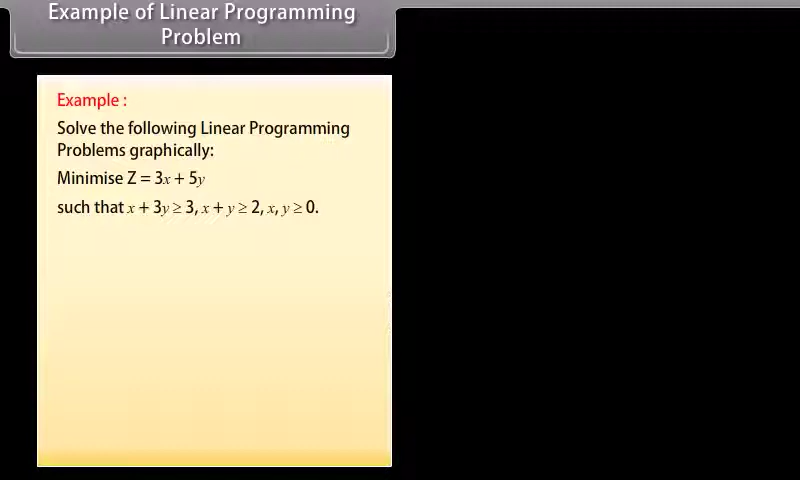 Example of Linear Programming
Problem
Example :
Solve the following Linear Programming
Problems graphically:
Minimise Z = 3x + 5y
such that x + 3y ≥ 3, x + y ≥ 2, x, y ≥ 0.